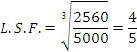 L.S.F. = ∛(2560/5000) = 4/5